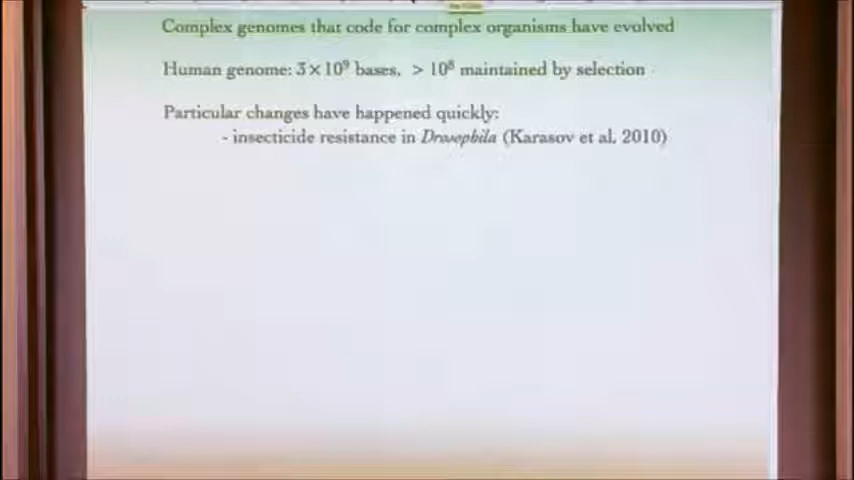 Complex genomes that code for complex organisms have evolved
Human genome: 3×10⁹ bases, > 10⁸ maintained by selection
Particular changes have happened quickly:
- insecticide resistance in Drosophila (Karasov et al. 2010)